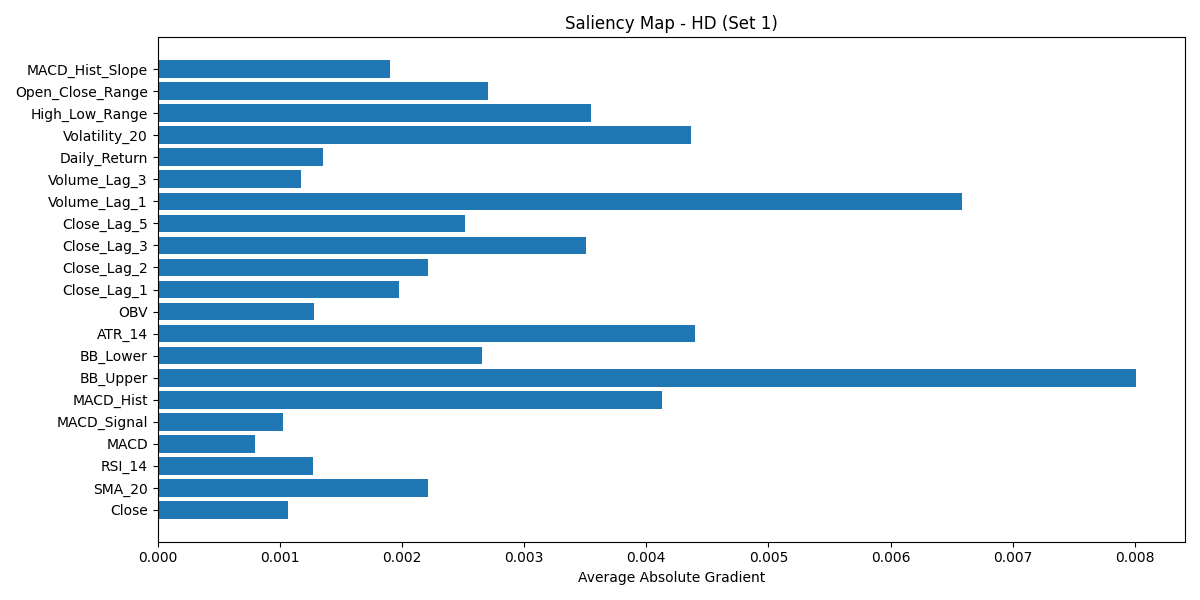 Saliency Map - HD (Set 1)
MACD_Hist_Slope
Open_Close_Range
High_Low_Range
Volatility_20
Daily_Return
Volume_Lag_3
Volume_Lag_1
Close_Lag_5
Close_Lag_3
Close_Lag_2
Close_Lag_1
OBV
ATR_14
BB_Lower
BB_Upper
MACD_Hist
MACD_Signal
MACD
RSI_14
SMA_20
Close
0.000 0.001 0.002 0.003 0.004 0.005 0.006 0.007 0.008
Average Absolute Gradient